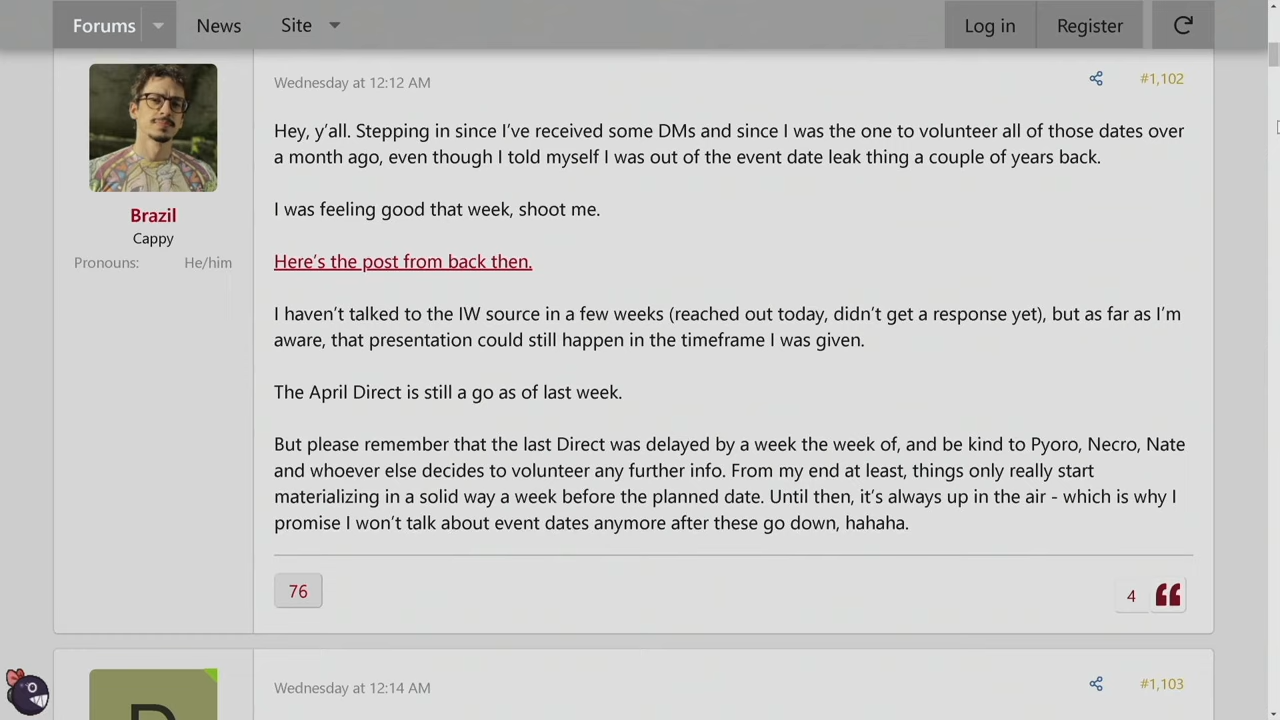 Forums
News
Site
Log in
Register
Wednesday at 12:12 AM
#1,102
Hey, y'all. Stepping in since I've received some DMs and since I was the one to volunteer all of those dates over
a month ago, even though I told myself I was out of the event date leak thing a couple of years back.
I was feeling good that week, shoot me.
Here's the post from back then.
I haven't talked to the IW source in a few weeks (reached out today, didn't get a response yet), but as far as I'm
aware, that presentation could still happen in the timeframe I was given.
The April Direct is still a go as of last week.
But please remember that the last Direct was delayed by a week the week of, and be kind to Pyoro, Necro, Nate
and whoever else decides to volunteer any further info. From my end at least, things only really start
materializing in a solid way a week before the planned date. Until then, it's always up in the air - which is why I
promise I won't talk about event dates anymore after these go down, hahaha.
Brazil
Cappy
Pronouns: He/him
76
4
Wednesday at 12:14 AM
#1,103